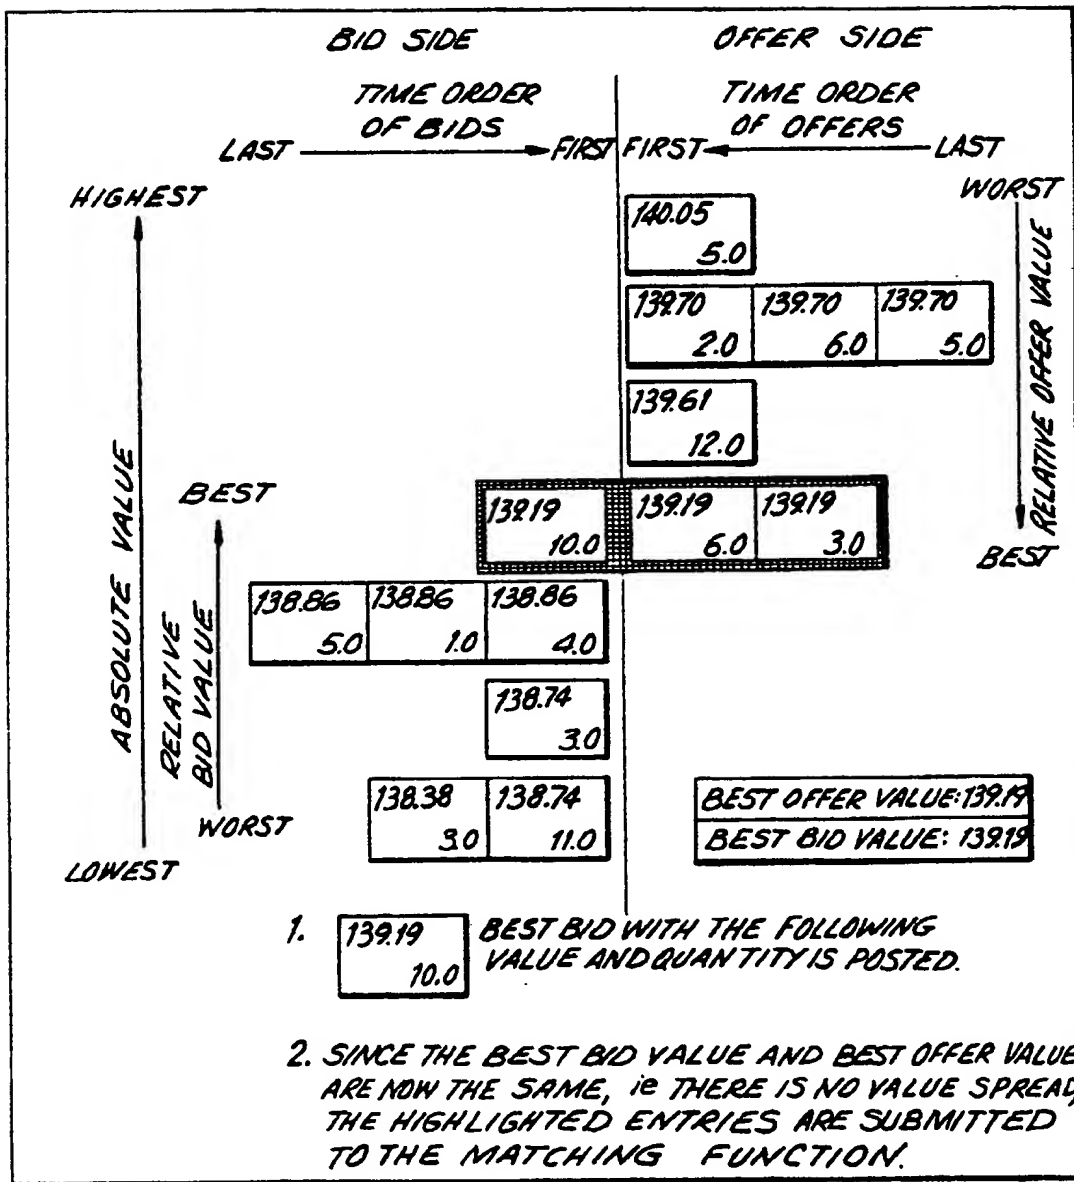 BID SIDE
OFFER SIDE
TIME ORDER
OF BIDS
TIME ORDER
OF OFFERS
LAST
FIRST
FIRST
LAST
HIGHEST
WORST
140.05
5.0
139.70
2.0
139.70
6.0
139.70
5.0
RELATIVE OFFER VALUE
139.61
12.0
ABSOLUTE VALUE
BEST
139.19
10.0
139.19
6.0
139.19
3.0
BEST
138.86
5.0
138.86
1.0
138.86
4.0
RELATIVE
BID VALUE
138.74
3.0
138.38
3.0
138.74
11.0
WORST
LOWEST
BEST OFFER VALUE:139.19
BEST BID VALUE: 139.19
1.
139.19
10.0
BEST BID WITH THE FOLLOWING
VALUE AND QUANTITY IS POSTED.
2. SINCE THE BEST BID VALUE AND BEST OFFER VALUE
ARE NOW THE SAME, ie THERE IS NO VALUE SPREAD,
THE HIGHLIGHTED ENTRIES ARE SUBMITTED
TO THE MATCHING FUNCTION.